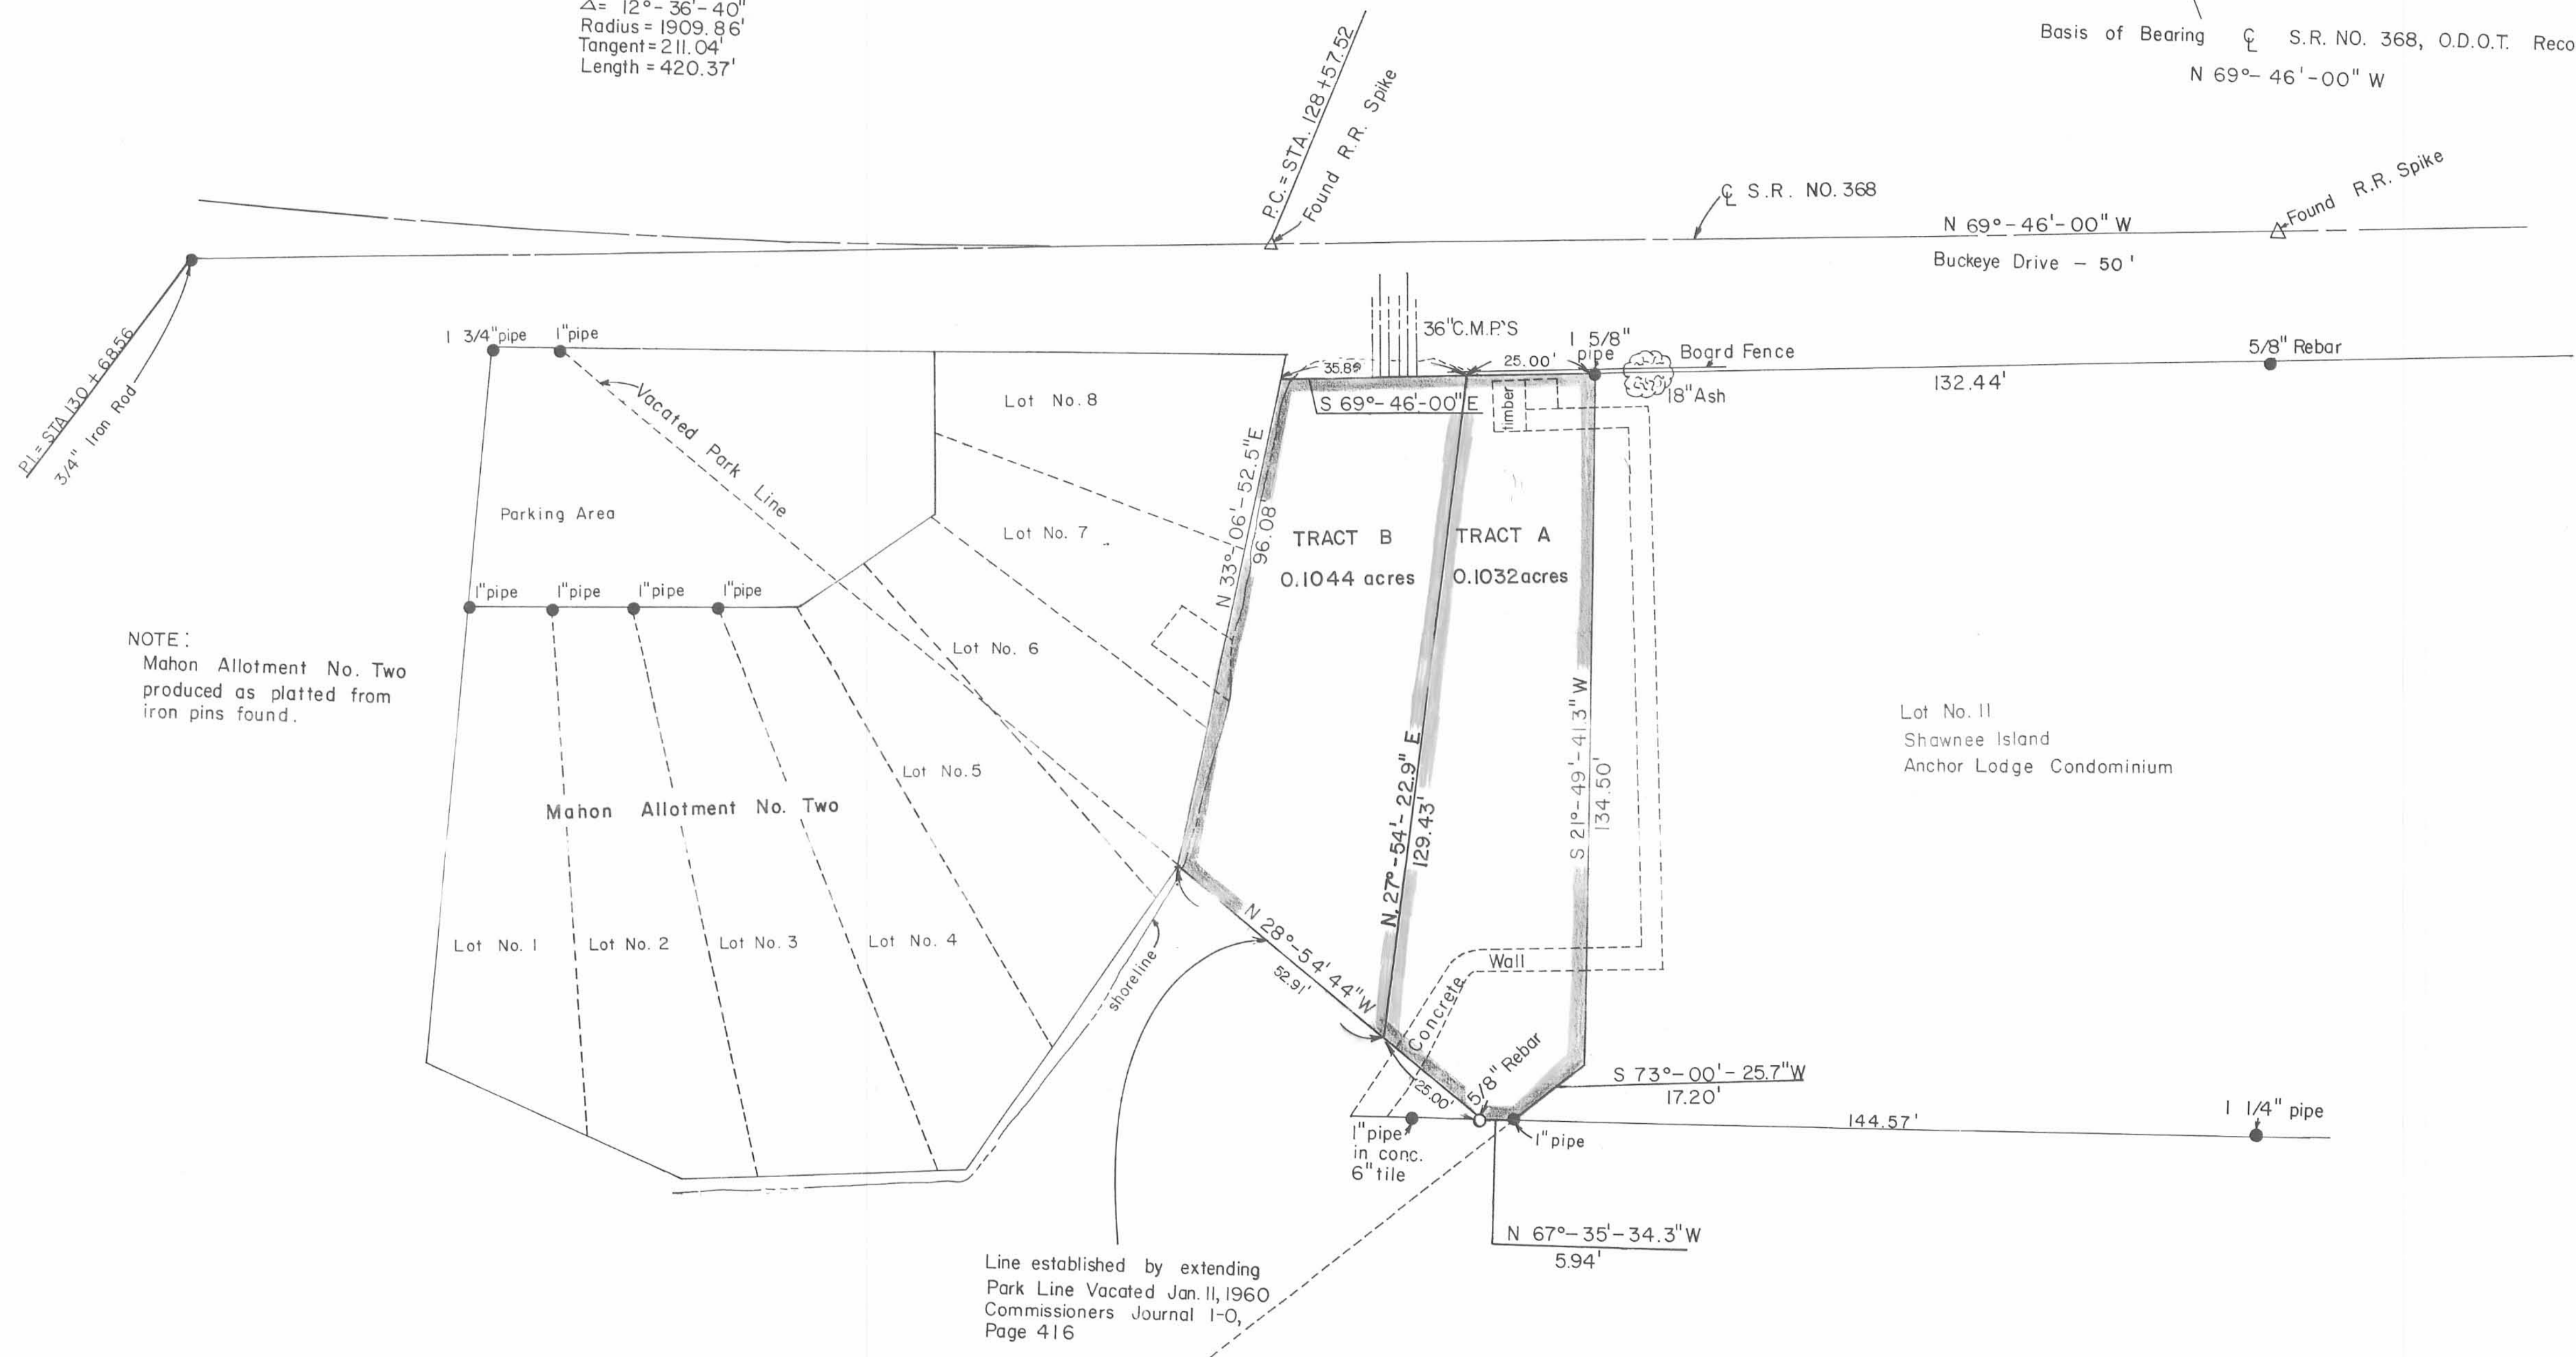 Δ= 12°-36'-40"
Radius = 1909.86'
Tangent = 211.04'
Length = 420.37'
Basis of Bearing ℄ S.R. NO. 368, O.D.O.T. Reco
N 69°-46'-00" W
P.C. = STA. 128 + 57.52
Found R.R. Spike
℄ S.R. NO. 368
N 69°-46'-00" W
Found R.R. Spike
Buckeye Drive - 50'
P.I. = STA 130 + 68.56
3/4" Iron Rod
1 3/4" pipe
1" pipe
36" C.M.P.'S
1 5/8"
pipe
Board Fence
5/8" Rebar
35.89
25.00'
132.44'
18" Ash
S 69°-46'-00" E
timber
Vacated Park Line
Lot No. 8
N 33°-06'-52.5" E
96.08'
Parking Area
Lot No. 7
TRACT B
0.1044 acres
TRACT A
0.1032 acres
1" pipe
1" pipe
1" pipe
1" pipe
NOTE:
Mahon Allotment No. Two
produced as platted from
iron pins found.
Lot No. 6
Lot No. 5
Mahon Allotment No. Two
N. 27°-54'-22.9" E
129.43'
S 21°-49'-41.3" W
134.50'
Lot No. 11
Shawnee Island
Anchor Lodge Condominium
Lot No. 1
Lot No. 2
Lot No. 3
Lot No. 4
shoreline
N 28°-54' 44" W
52.91'
Concrete
Wall
25.00'
5/8" Rebar
S 73°-00'-25.7" W
17.20'
144.57'
1 1/4" pipe
1" pipe
in conc.
6" tile
1" pipe
N 67°-35'-34.3" W
5.94'
Line established by extending
Park Line Vacated Jan. 11, 1960
Commissioners Journal 1-0,
Page 416